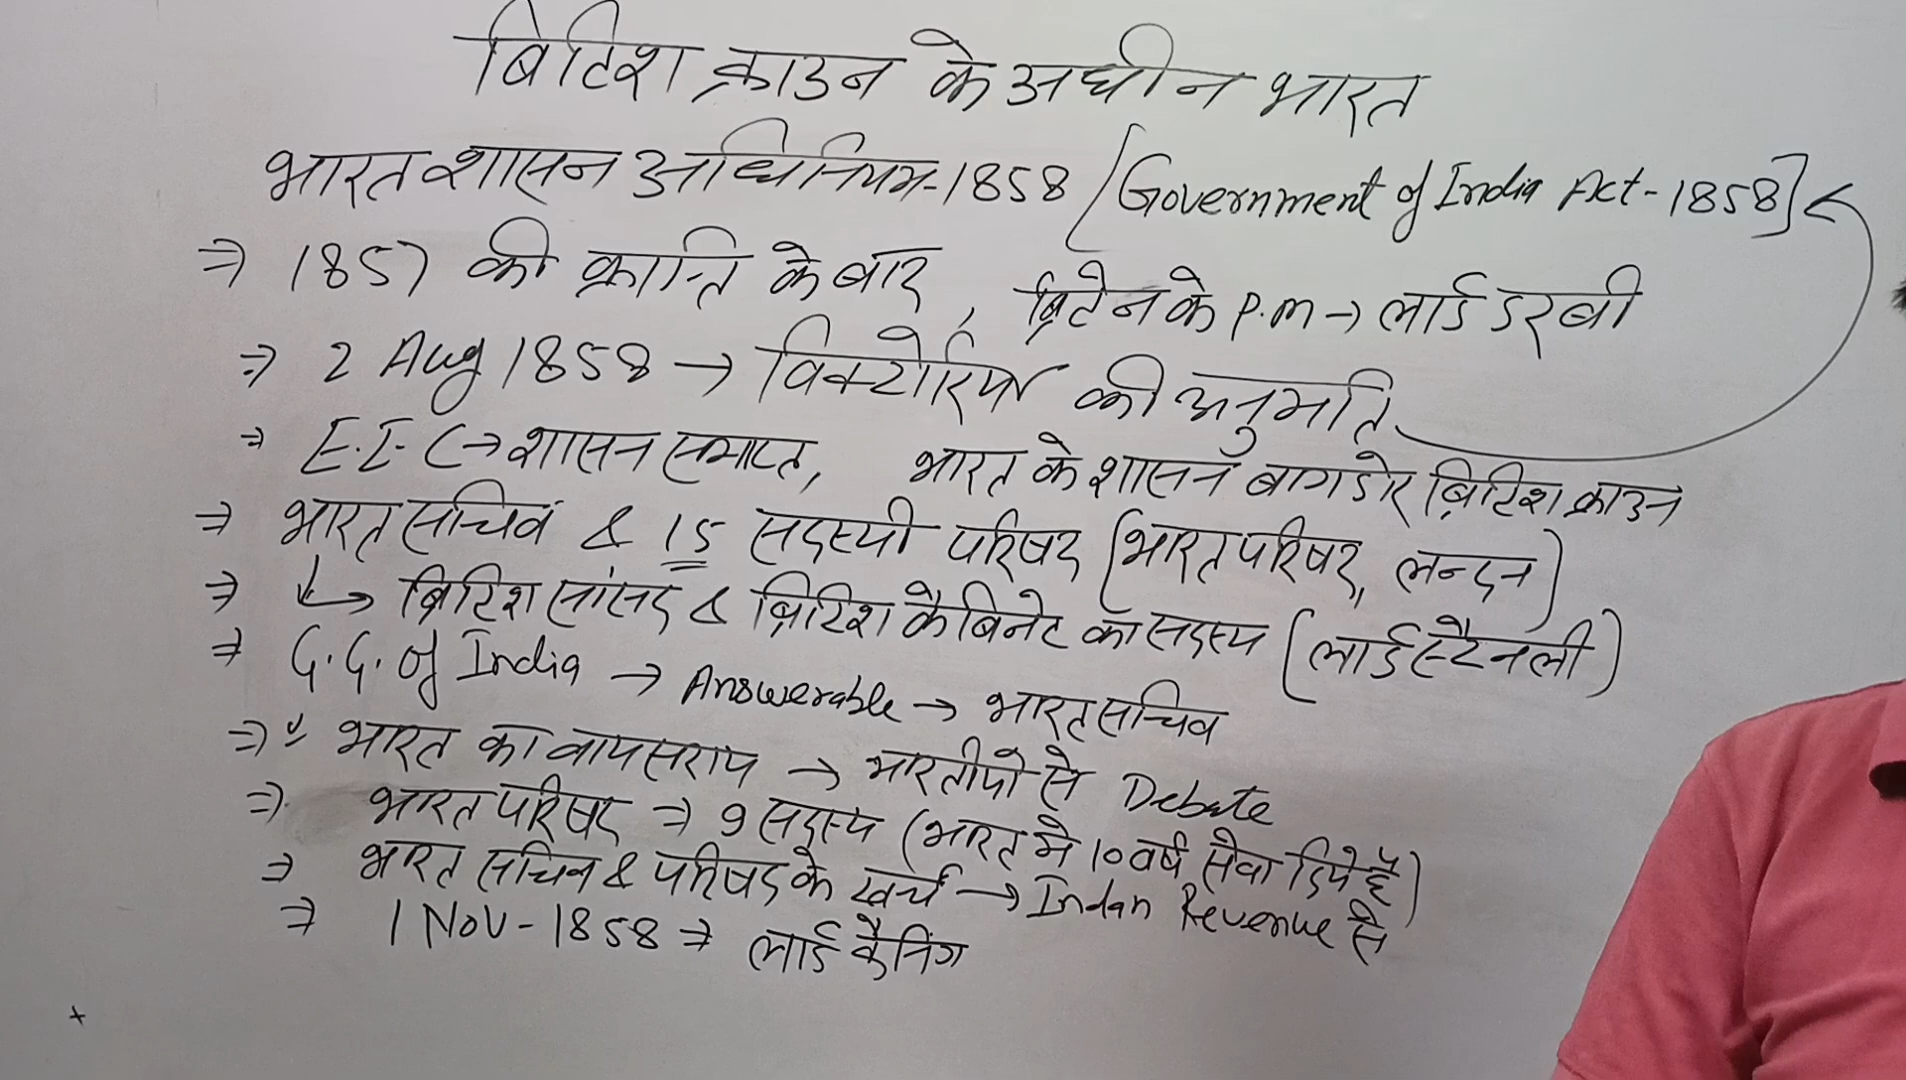 ब्रिटिश क्राउन के अधीन भारत
भारत शासन अधिनियम-1858 [Government of India Act-1858]
⇒ 1857 की क्रान्ति के बाद, ब्रिटेन के P.M → लार्ड डरबी
⇒ 2 Aug 1858 → विक्टोरिया की अनुमति
⇒ E.I.C → शासन समाप्त, भारत के शासन बागडोर ब्रिटिश क्राउन
⇒ भारत सचिव & 15 सदस्यी परिषद (भारत परिषद, लन्दन)
⇒ ↳ ब्रिटिश सांसद & ब्रिटिश कैबिनेट का सदस्य (लार्ड स्टैनली)
⇒ G.G. of India → Answerable → भारत सचिव
⇒ भारत का वायसराय → भारतीयो से Debate
⇒ भारत परिषद ⇒ 9 सदस्य (भारत मे 10 वर्ष सेवा दिये हैं)
⇒ भारत सचिव & परिषद के खर्च → Indan Revenue से
⇒ 1 Nov-1858 ⇒ लार्ड कैनिंग